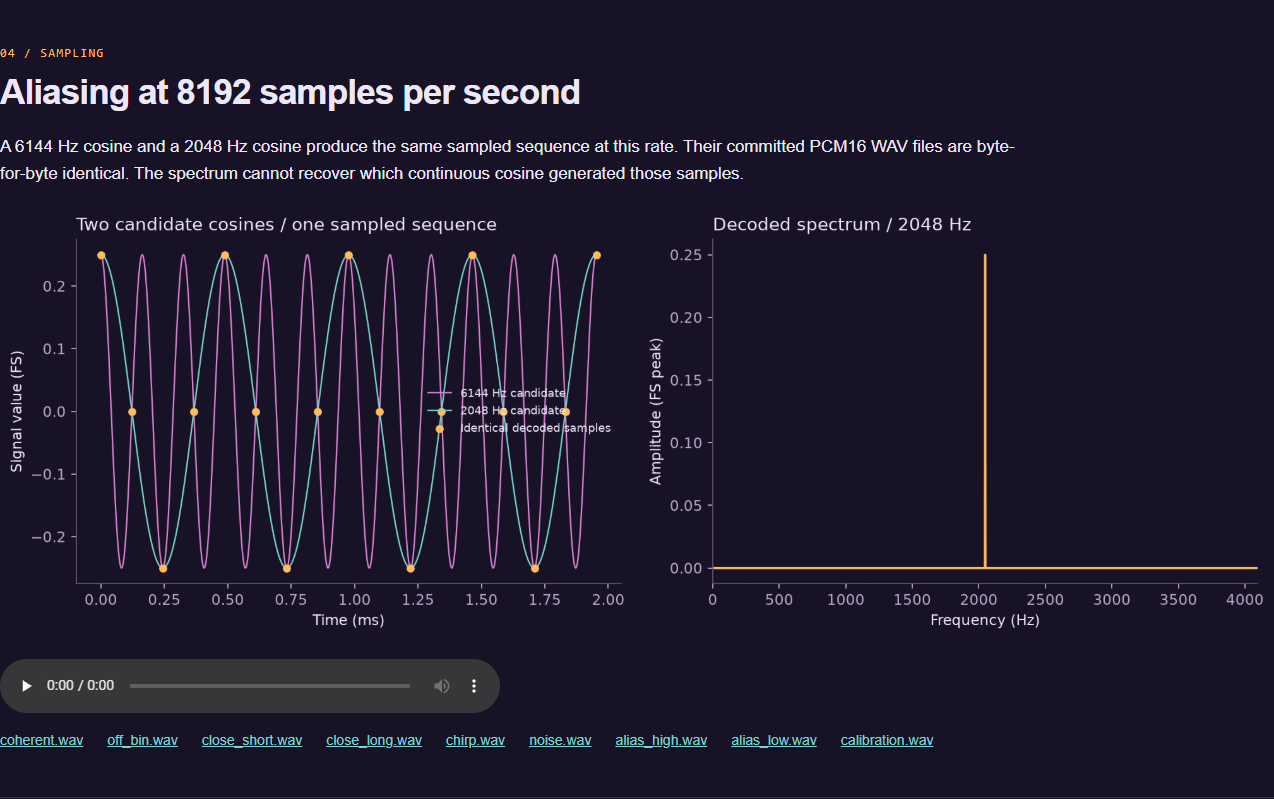 04 / SAMPLING
Aliasing at 8192 samples per second
A 6144 Hz cosine and a 2048 Hz cosine produce the same sampled sequence at this rate. Their committed PCM16 WAV files are byte-
for-byte identical. The spectrum cannot recover which continuous cosine generated those samples.
Two candidate cosines / one sampled sequence
0.2
0.1
0.0
−0.1
−0.2
Signal value (FS)
6144 Hz candidate
2048 Hz candidate
Identical decoded samples
0.00 0.25 0.50 0.75 1.00 1.25 1.50 1.75 2.00
Time (ms)
Decoded spectrum / 2048 Hz
0.25
0.20
0.15
0.10
0.05
0.00
Amplitude (FS peak)
0 500 1000 1500 2000 2500 3000 3500 4000
Frequency (Hz)
0:00 / 0:00
coherent.wav off_bin.wav close_short.wav close_long.wav chirp.wav noise.wav alias_high.wav alias_low.wav calibration.wav